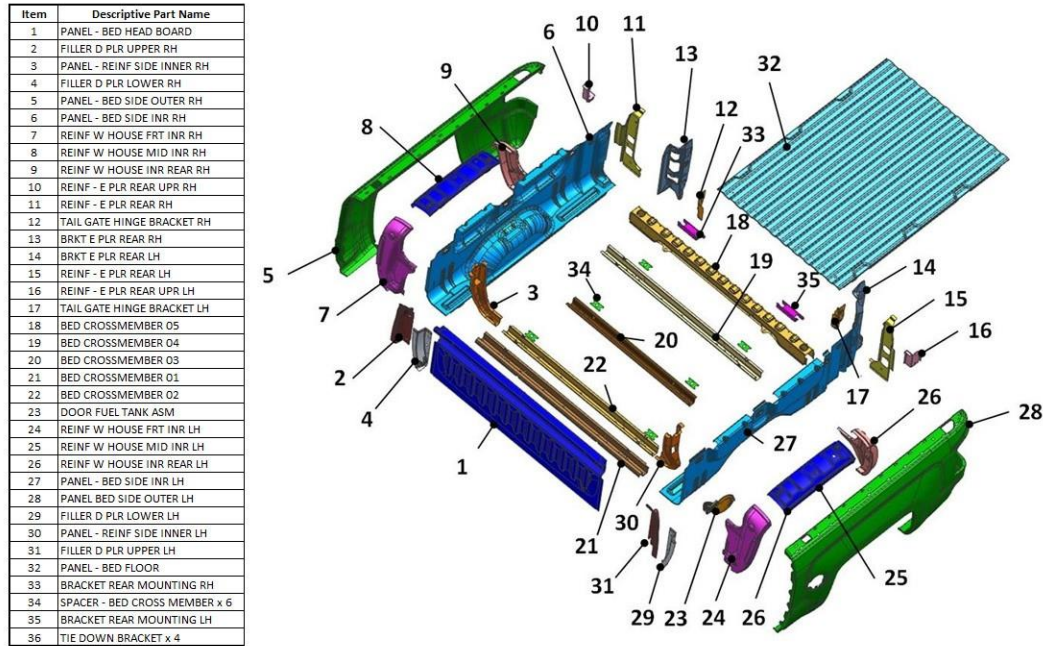 Item Descriptive Part Name
1 PANEL - BED HEAD BOARD
2 FILLER D PLR UPPER RH
3 PANEL - REINF SIDE INNER RH
4 FILLER D PLR LOWER RH
5 PANEL - BED SIDE OUTER RH
6 PANEL - BED SIDE INR RH
7 REINF W HOUSE FRT INR RH
8 REINF W HOUSE MID INR RH
9 REINF W HOUSE INR REAR RH
10 REINF - E PLR REAR UPR RH
11 REINF - E PLR REAR RH
12 TAIL GATE HINGE BRACKET RH
13 BRKT E PLR REAR RH
14 BRKT E PLR REAR LH
15 REINF - E PLR REAR LH
16 REINF - E PLR REAR UPR LH
17 TAIL GATE HINGE BRACKET LH
18 BED CROSSMEMBER 05
19 BED CROSSMEMBER 04
20 BED CROSSMEMBER 03
21 BED CROSSMEMBER 01
22 BED CROSSMEMBER 02
23 DOOR FUEL TANK ASM
24 REINF W HOUSE FRT INR LH
25 REINF W HOUSE MID INR LH
26 REINF W HOUSE INR REAR LH
27 PANEL - BED SIDE INR LH
28 PANEL BED SIDE OUTER LH
29 FILLER D PLR LOWER LH
30 PANEL - REINF SIDE INNER LH
31 FILLER D PLR UPPER LH
32 PANEL - BED FLOOR
33 BRACKET REAR MOUNTING RH
34 SPACER - BED CROSS MEMBER x 6
35 BRACKET REAR MOUNTING LH
36 TIE DOWN BRACKET x 4
6
10
11
13
32
9
12
8
33
7
5
18
34
3
19
35
14
15
16
2
4
20
22
17
26
28
1
27
21
30
31
29
23
24
26
25